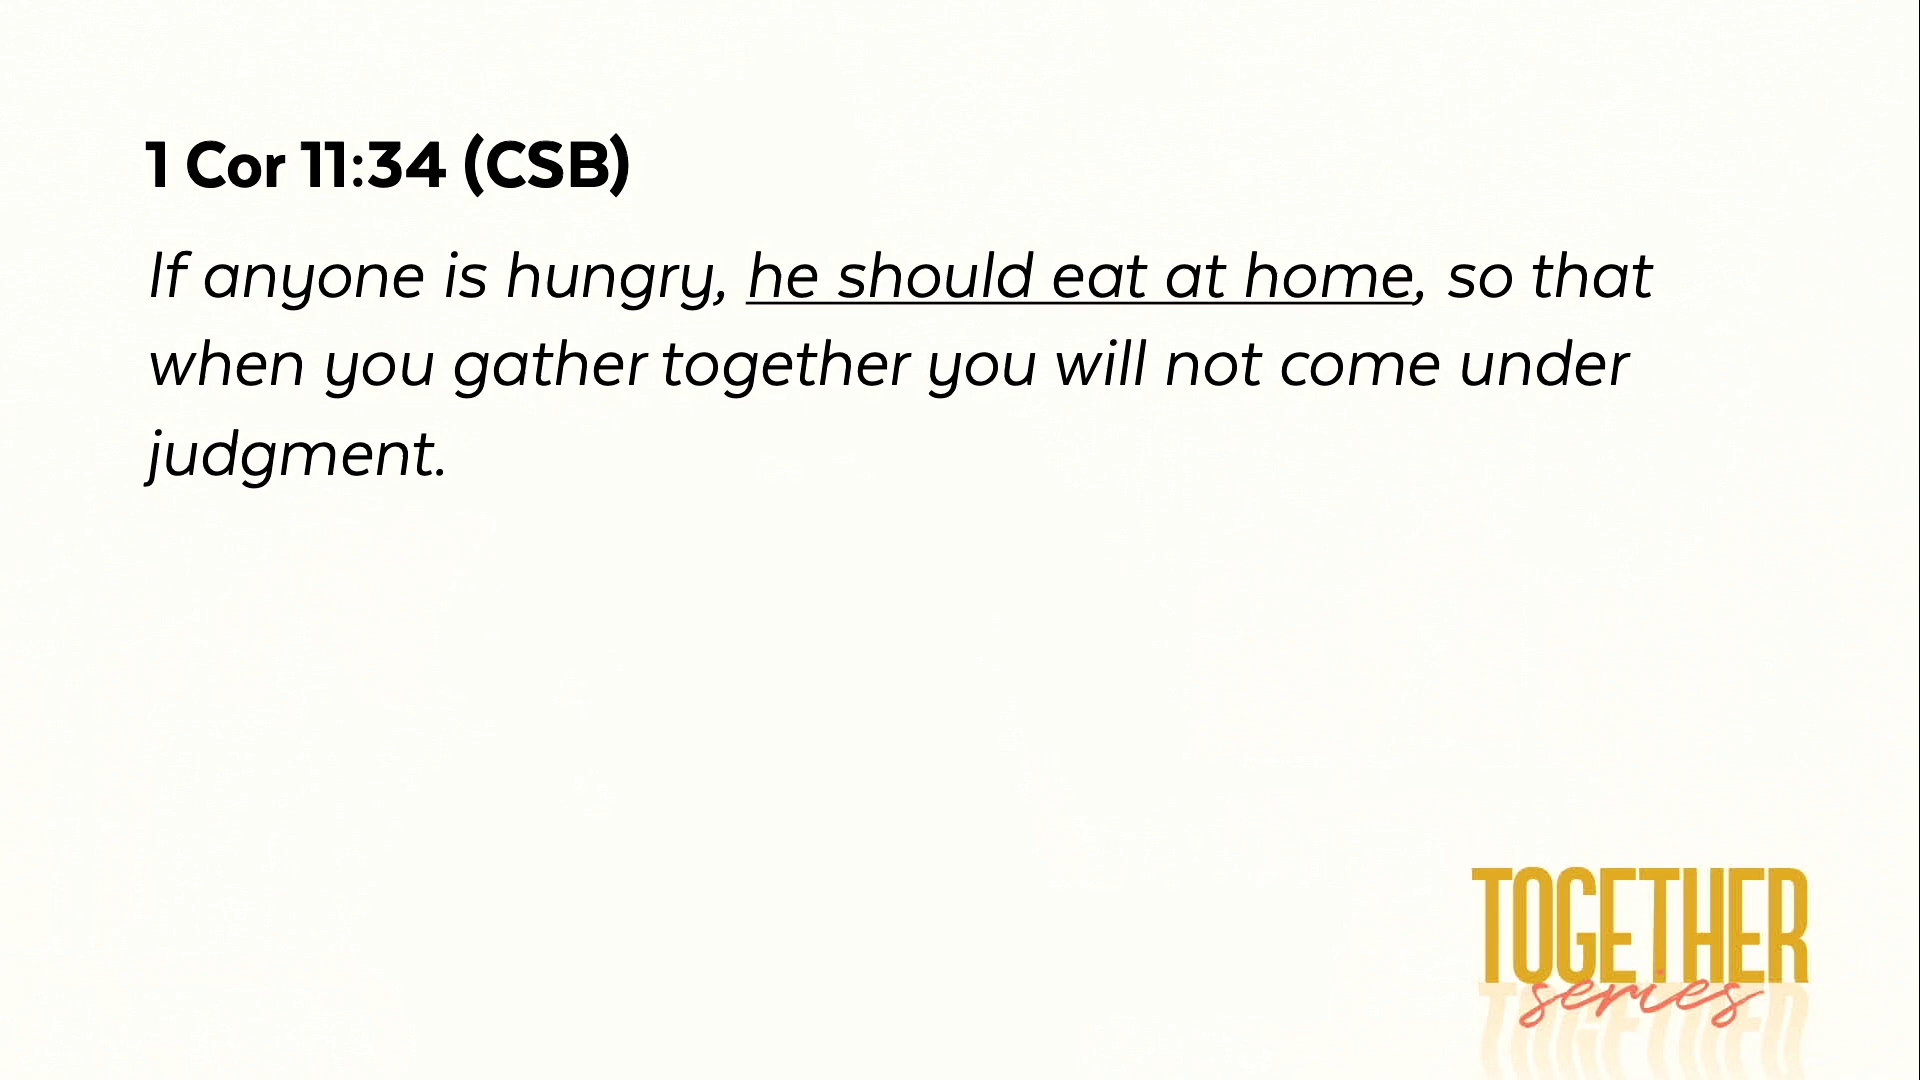 1 Cor 11:34 (CSB)
If anyone is hungry, he should eat at home, so that
when you gather together you will not come under
judgment.
TOGETHER
series